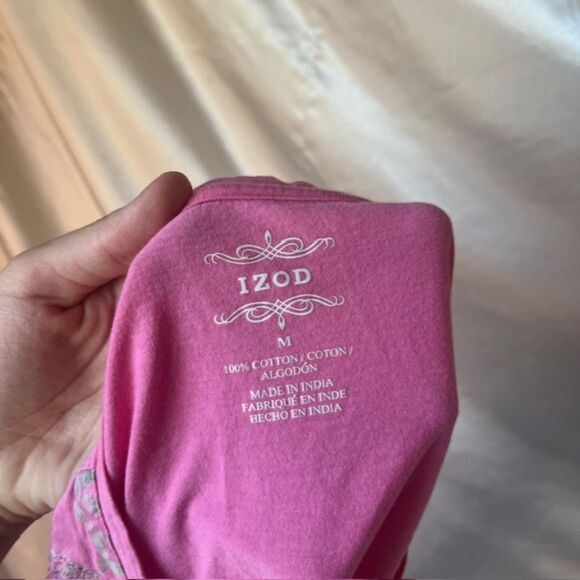 IZOD
M
100% COTTON / COTON /
ALGODÓN
MADE IN INDIA
FABRIQUÉ EN INDE
HECHO EN INDIA